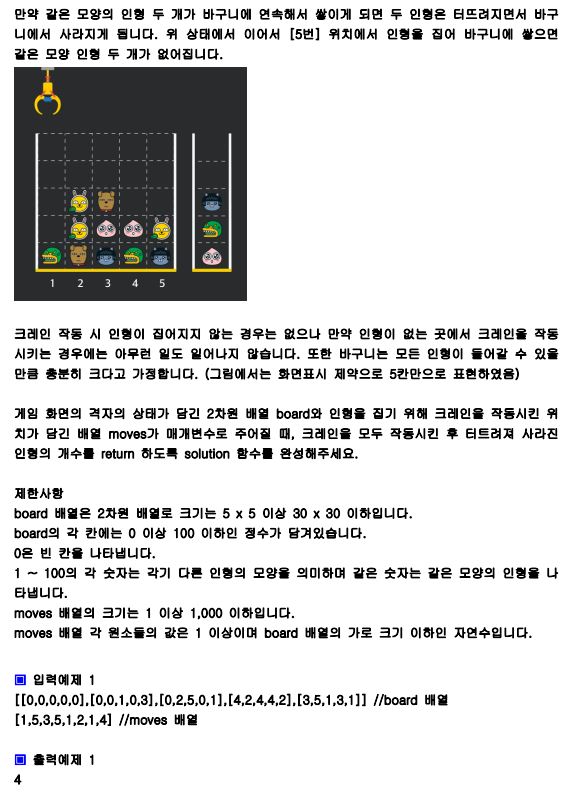 만약 같은 모양의 인형 두 개가 바구니에 연속해서 쌓이게 되면 두 인형은 터뜨려지면서 바구
니에서 사라지게 됩니다. 위 상태에서 이어서 [5번] 위치에서 인형을 집어 바구니에 쌓으면
같은 모양 인형 두 개가 없어집니다.
1 2 3 4 5
크레인 작동 시 인형이 집어지지 않는 경우는 없으나 만약 인형이 없는 곳에서 크레인을 작동
시키는 경우에는 아무런 일도 일어나지 않습니다. 또한 바구니는 모든 인형이 들어갈 수 있을
만큼 충분히 크다고 가정합니다. (그림에서는 화면표시 제약으로 5칸만으로 표현하였음)
게임 화면의 격자의 상태가 담긴 2차원 배열 board와 인형을 집기 위해 크레인을 작동시킨 위
치가 담긴 배열 moves가 매개변수로 주어질 때, 크레인을 모두 작동시킨 후 터트려져 사라진
인형의 개수를 return 하도록 solution 함수를 완성해주세요.
제한사항
board 배열은 2차원 배열로 크기는 5 x 5 이상 30 x 30 이하입니다.
board의 각 칸에는 0 이상 100 이하인 정수가 담겨있습니다.
0은 빈 칸을 나타냅니다.
1 ~ 100의 각 숫자는 각기 다른 인형의 모양을 의미하며 같은 숫자는 같은 모양의 인형을 나
타냅니다.
moves 배열의 크기는 1 이상 1,000 이하입니다.
moves 배열 각 원소들의 값은 1 이상이며 board 배열의 가로 크기 이하인 자연수입니다.
▣ 입력예제 1
[[0,0,0,0,0],[0,0,1,0,3],[0,2,5,0,1],[4,2,4,4,2],[3,5,1,3,1]] //board 배열
[1,5,3,5,1,2,1,4] //moves 배열
▣ 출력예제 1
4